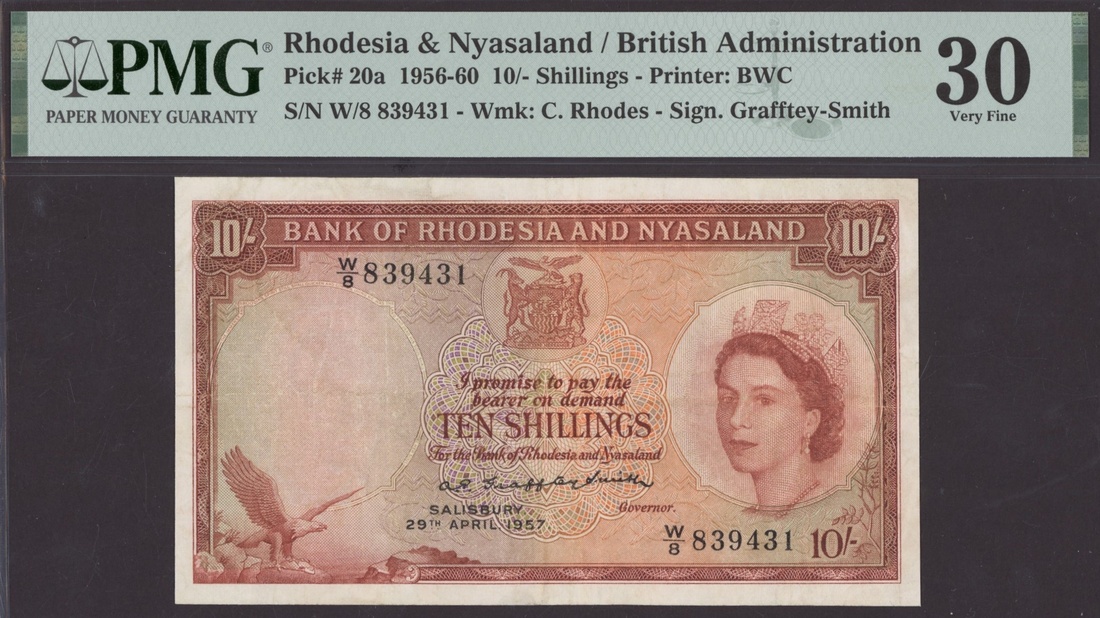 PMG®
PAPER MONEY GUARANTY
Rhodesia & Nyasaland / British Administration
Pick# 20a 1956-60 10/- Shillings - Printer: BWC
S/N W/8 839431 - Wmk: C. Rhodes - Sign. Grafftey-Smith
30
Very Fine
10/- BANK OF RHODESIA AND NYASALAND 10/-
W/8 839431
I promise to pay the
bearer on demand
TEN SHILLINGS
For the Bank of Rhodesia and Nyasaland
A P Grafftey Smith
SALISBURY. Governor.
29TH APRIL 1957.
W/8 839431 10/-